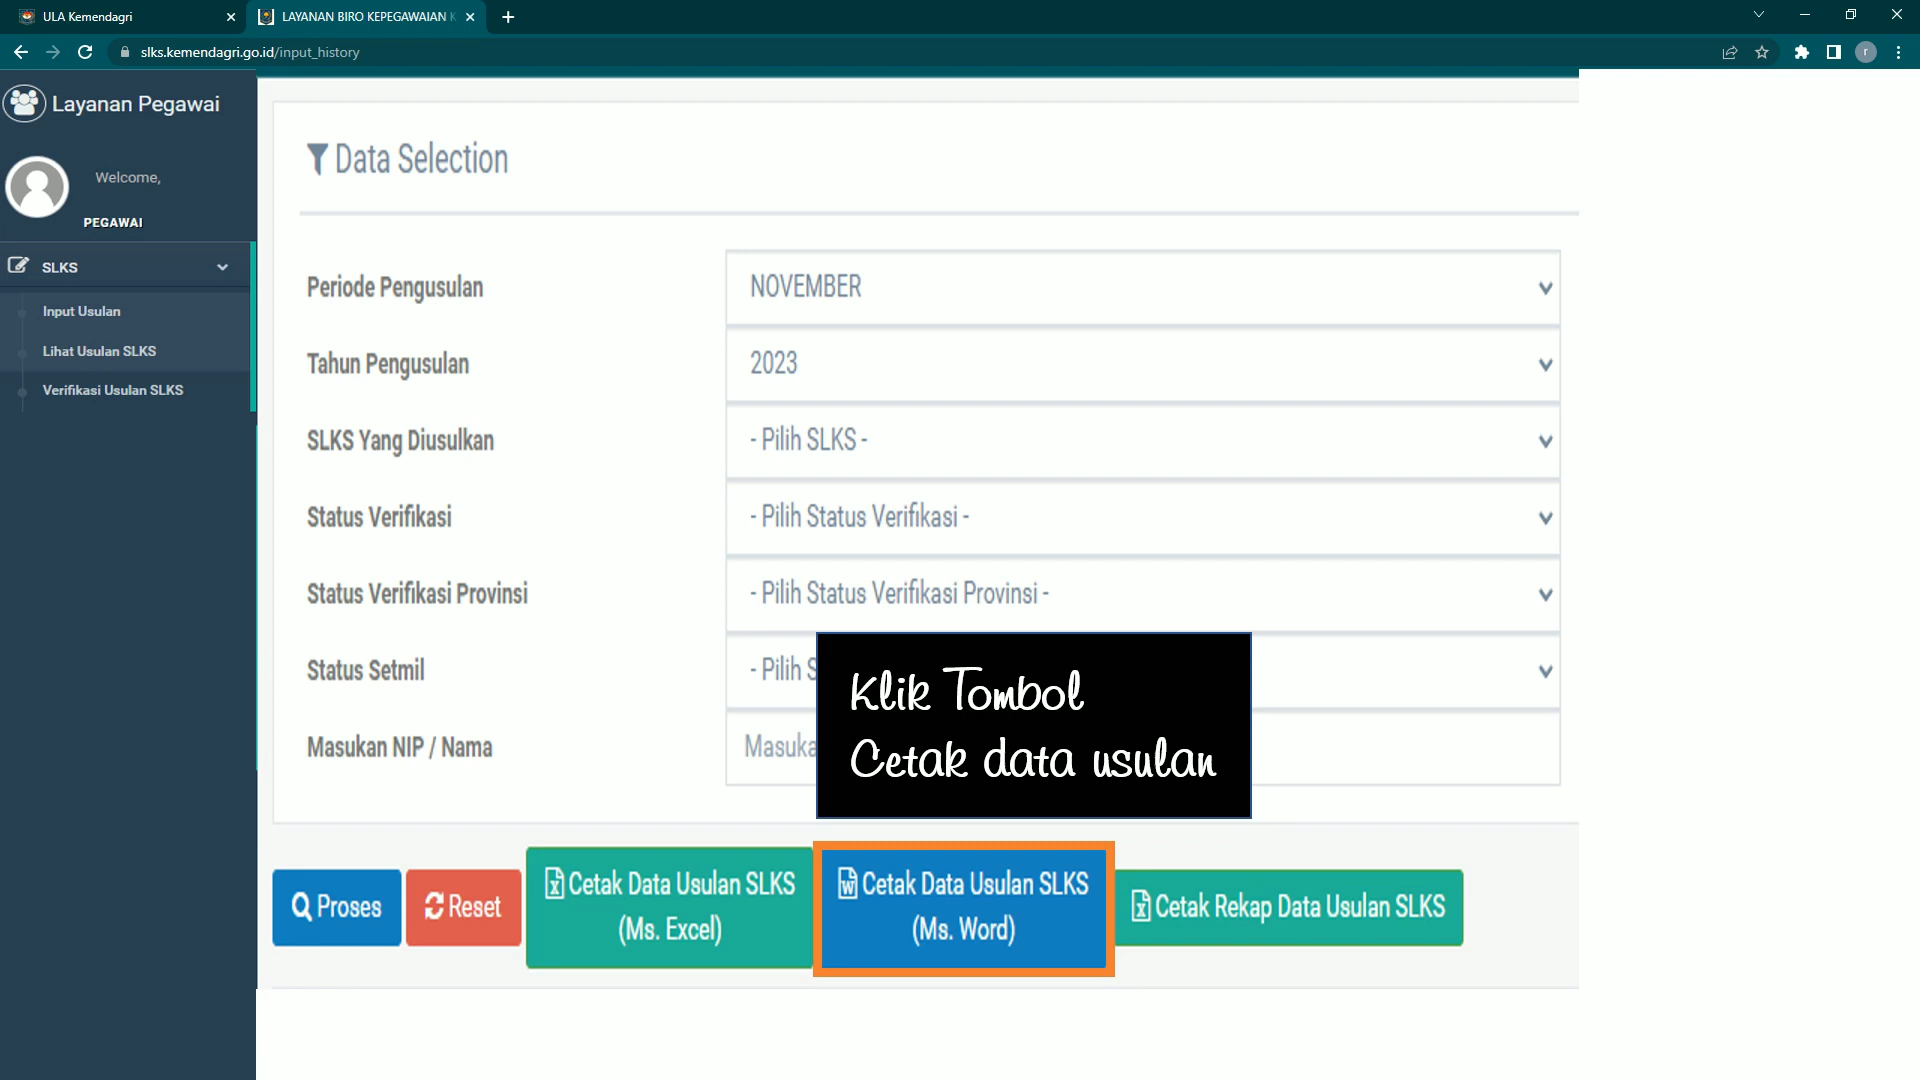 ULA Kemendagri
LAYANAN BIRO KEPEGAWAIAN K
slks.kemendagri.go.id/input_history
r
Layanan Pegawai
Welcome,
PEGAWAI
SLKS
Input Usulan
Lihat Usulan SLKS
Verifikasi Usulan SLKS
Data Selection
Periode Pengusulan NOVEMBER
Tahun Pengusulan 2023
SLKS Yang Diusulkan - Pilih SLKS -
Status Verifikasi - Pilih Status Verifikasi -
Status Verifikasi Provinsi - Pilih Status Verifikasi Provinsi -
Status Setmil - Pilih S
Masukan NIP / Nama Masuka
Klik Tombol
Cetak data usulan
Proses
Reset
Cetak Data Usulan SLKS
(Ms. Excel)
Cetak Data Usulan SLKS
(Ms. Word)
Cetak Rekap Data Usulan SLKS